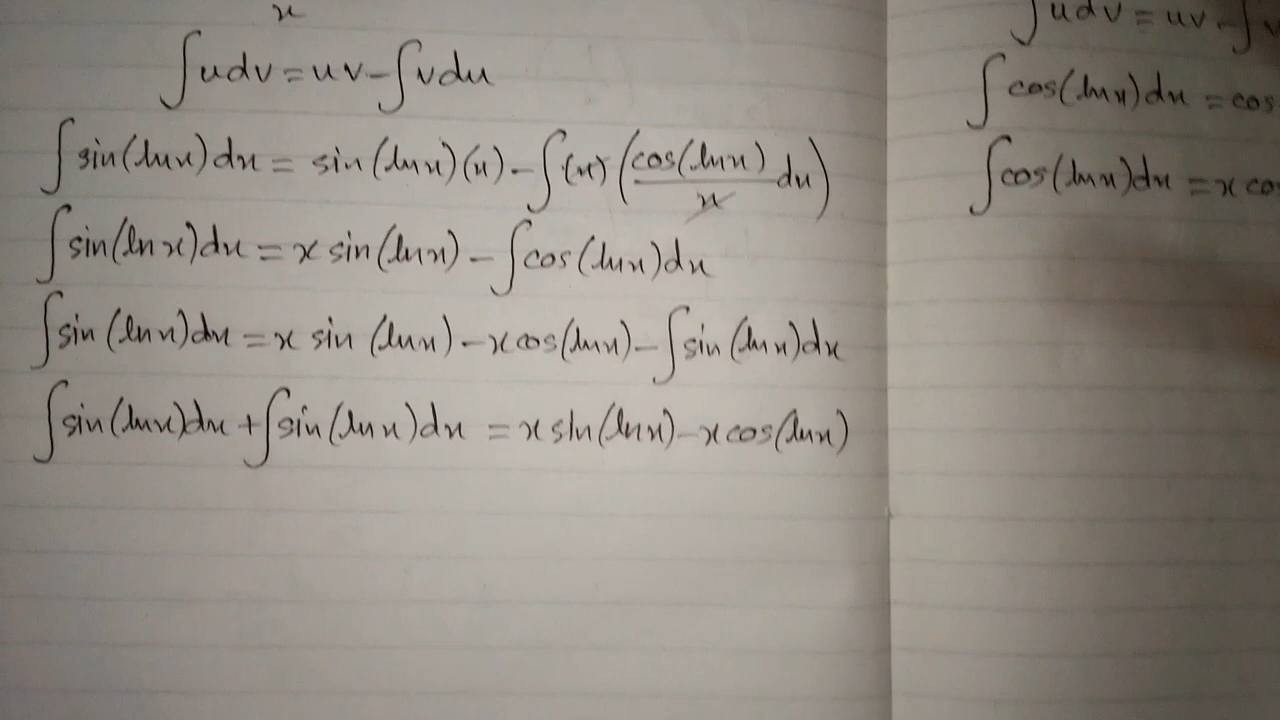 x
∫udv = uv - ∫vdu
∫sin(lnx)dx = sin(lnx)(x) - ∫(x)(cos(lnx)/x dx)
∫sin(lnx)dx = x sin(lnx) - ∫cos(lnx)dx
∫sin(lnx)dx = x sin(lnx) - x cos(lnx) - ∫sin(lnx)dx
∫sin(lnx)dx + ∫sin(lnx)dx = x sin(lnx) - x cos(lnx)
∫udv = uv - ∫v
∫cos(lnx)dx = cos
∫cos(lnx)dx = x co